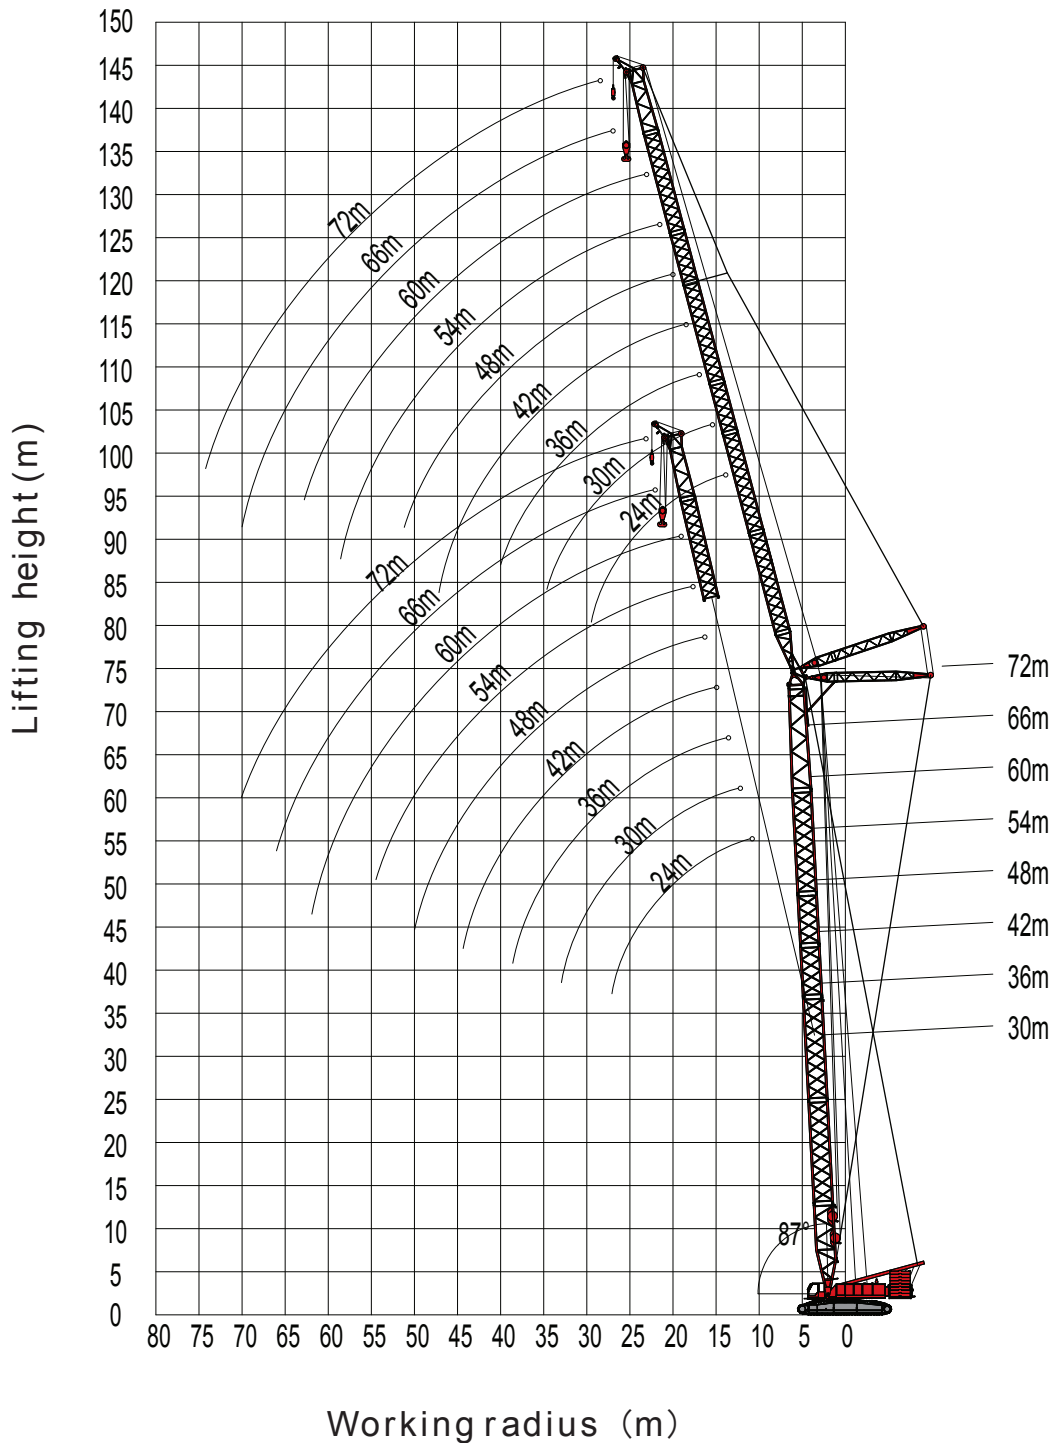 150
145
140
135
130
125
120
115
110
105
100
95
90
85
80
75
70
65
60
55
50
45
40
35
30
25
20
15
10
5
0
Lifting height (m)
72m
66m
60m
54m
48m
42m
36m
30m
24m
72m
66m
60m
54m
48m
42m
36m
30m
24m
72m
66m
60m
54m
48m
42m
36m
30m
87°
80 75 70 65 60 55 50 45 40 35 30 25 20 15 10 5 0
Working radius (m)